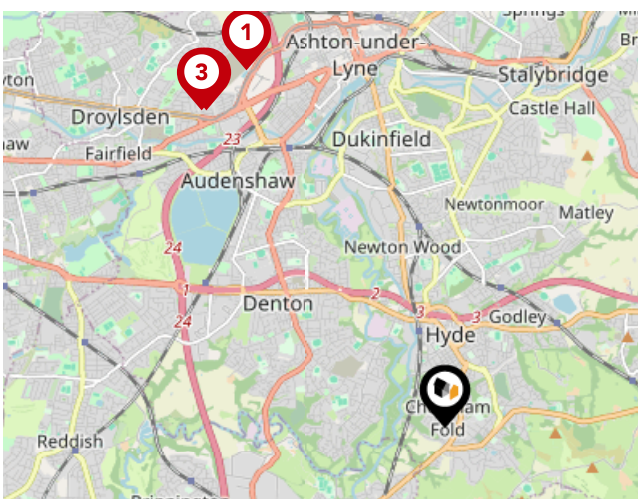 1
Ashton-under-
Lyne
3
Stalybridge
Castle Hall
Droylsden
23
Dukinfield
Fairfield
Audenshaw
Newtonmoor
Matley
24
Newton Wood
1
2
Denton
3
3
Godley
24
Hyde
Fold
Reddish